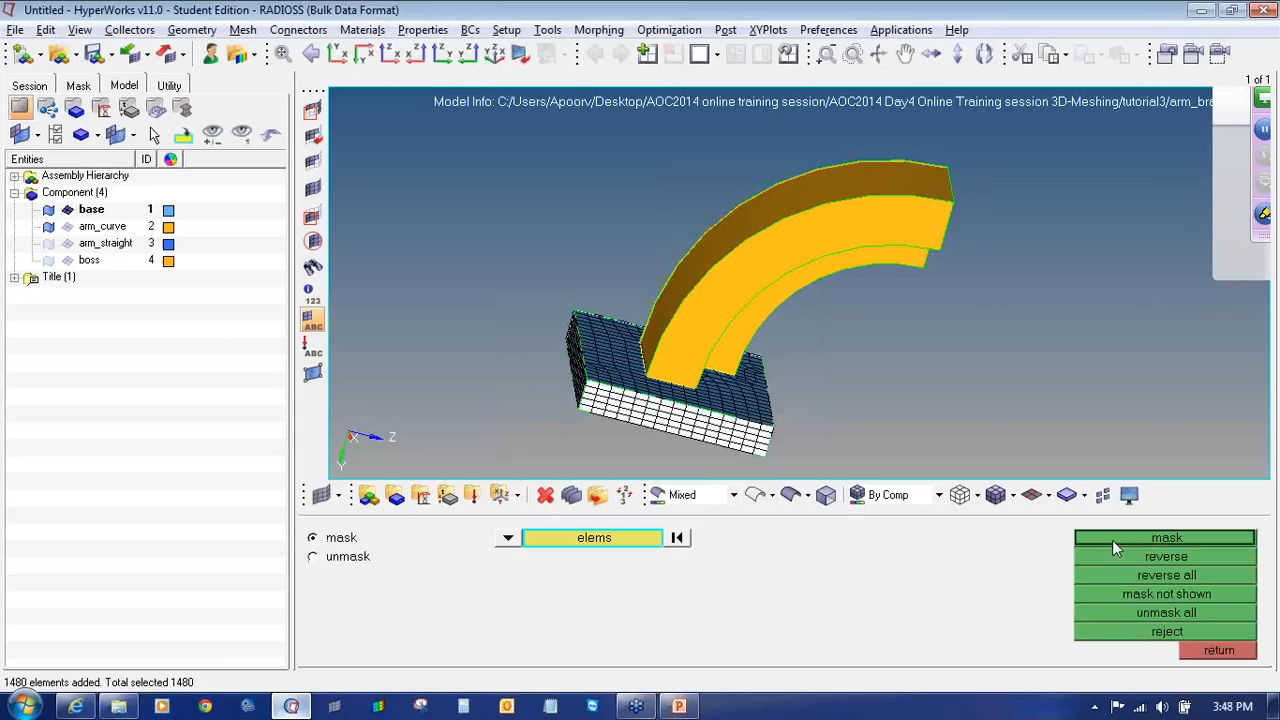 Untitled - HyperWorks v11.0 - Student Edition - RADIOSS (Bulk Data Format)
File Edit View Collectors Geometry Mesh Connectors Materials Properties BCs Setup Tools Morphing Optimization Post XYPlots Preferences Applications Help
Session Mask Model Utility
1 of 1
Model Info: C:/Users/Apoorv/Desktop/AOC2014 online training session/AOC2014 Day4 Online Training session 3D-Meshing/tutorial3/arm_bra
Entities ID
Assembly Hierarchy
Component (4)
base 1
arm_curve 2
arm_straight 3
boss 4
Title (1)
123
ABC
ABC
X Z
Y
Mixed By Comp
mask elems mask
unmask reverse
reverse all
mask not shown
unmask all
reject
return
1480 elements added. Total selected 1480
3:48 PM